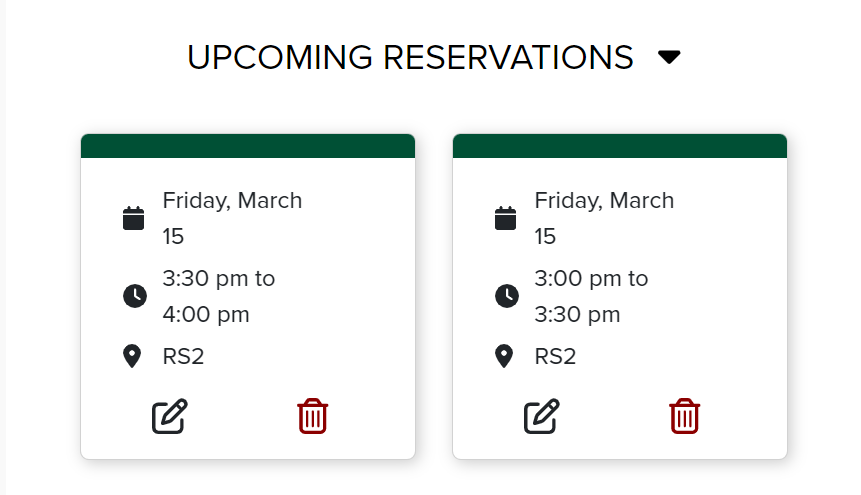 UPCOMING RESERVATIONS
Friday, March
15
3:30 pm to
4:00 pm
RS2
Friday, March
15
3:00 pm to
3:30 pm
RS2